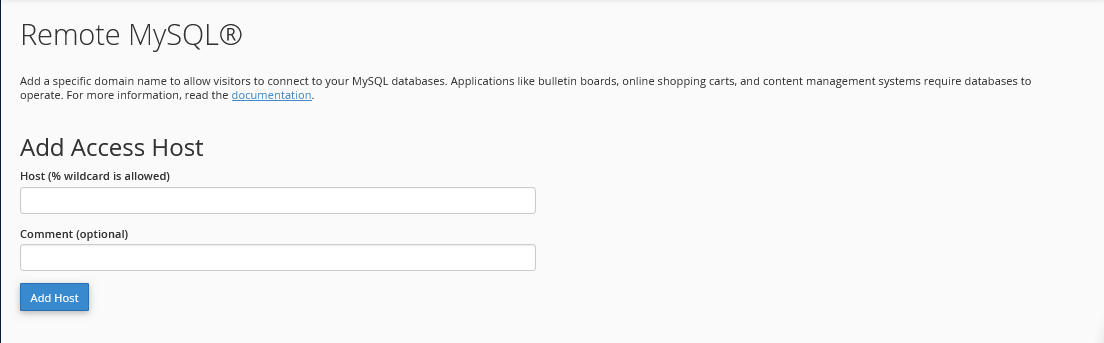 Remote MySQL®
Add a specific domain name to allow visitors to connect to your MySQL databases. Applications like bulletin boards, online shopping carts, and content management systems require databases to
operate. For more information, read the documentation.
Add Access Host
Host (% wildcard is allowed)
Comment (optional)
Add Host